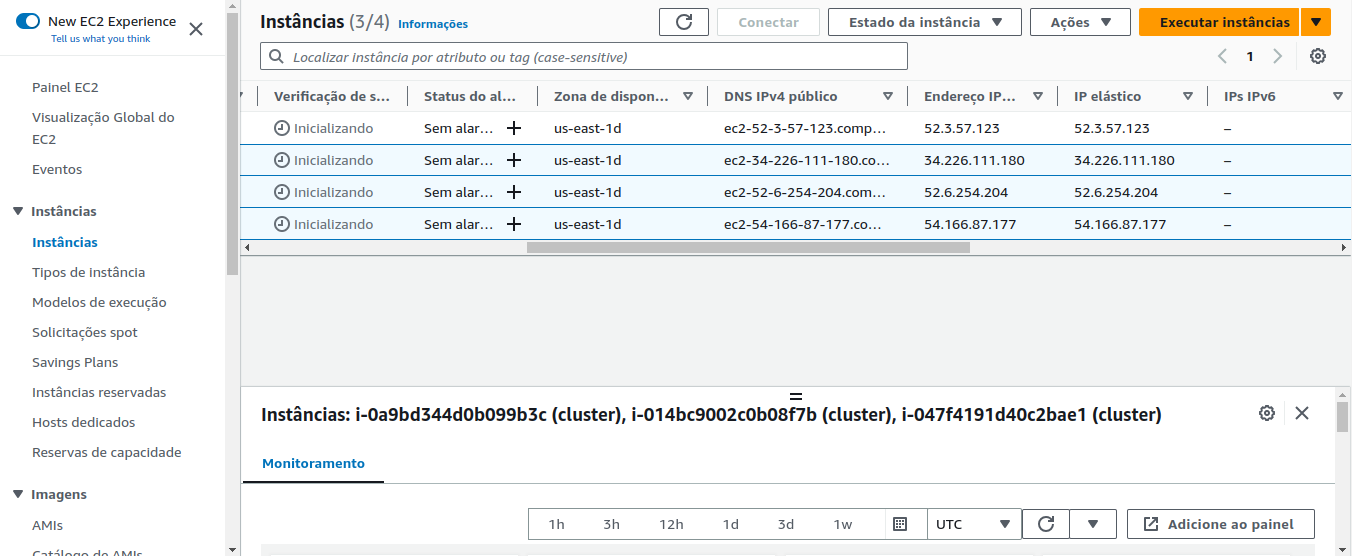 New EC2 Experience
Tell us what you think
Painel EC2
Visualização Global do
EC2
Eventos
Instâncias
Instâncias
Tipos de instância
Modelos de execução
Solicitações spot
Savings Plans
Instâncias reservadas
Hosts dedicados
Reservas de capacidade
Imagens
AMIs
Catálogo de AMIs
Instâncias (3/4) Informações
Conectar
Estado da instância
Ações
Executar instâncias
Localizar instância por atributo ou tag (case-sensitive)
1
Verificação de s... Status do al... Zona de dispon... DNS IPv4 público Endereço IP... IP elástico IPs IPv6
Inicializando Sem alar... us-east-1d ec2-52-3-57-123.comp... 52.3.57.123 52.3.57.123 –
Inicializando Sem alar... us-east-1d ec2-34-226-111-180.co... 34.226.111.180 34.226.111.180 –
Inicializando Sem alar... us-east-1d ec2-52-6-254-204.com... 52.6.254.204 52.6.254.204 –
Inicializando Sem alar... us-east-1d ec2-54-166-87-177.co... 54.166.87.177 54.166.87.177 –
Instâncias: i-0a9bd344d0b099b3c (cluster), i-014bc9002c0b08f7b (cluster), i-047f4191d40c2bae1 (cluster)
Monitoramento
1h 3h 12h 1d 3d 1w UTC Adicione ao painel